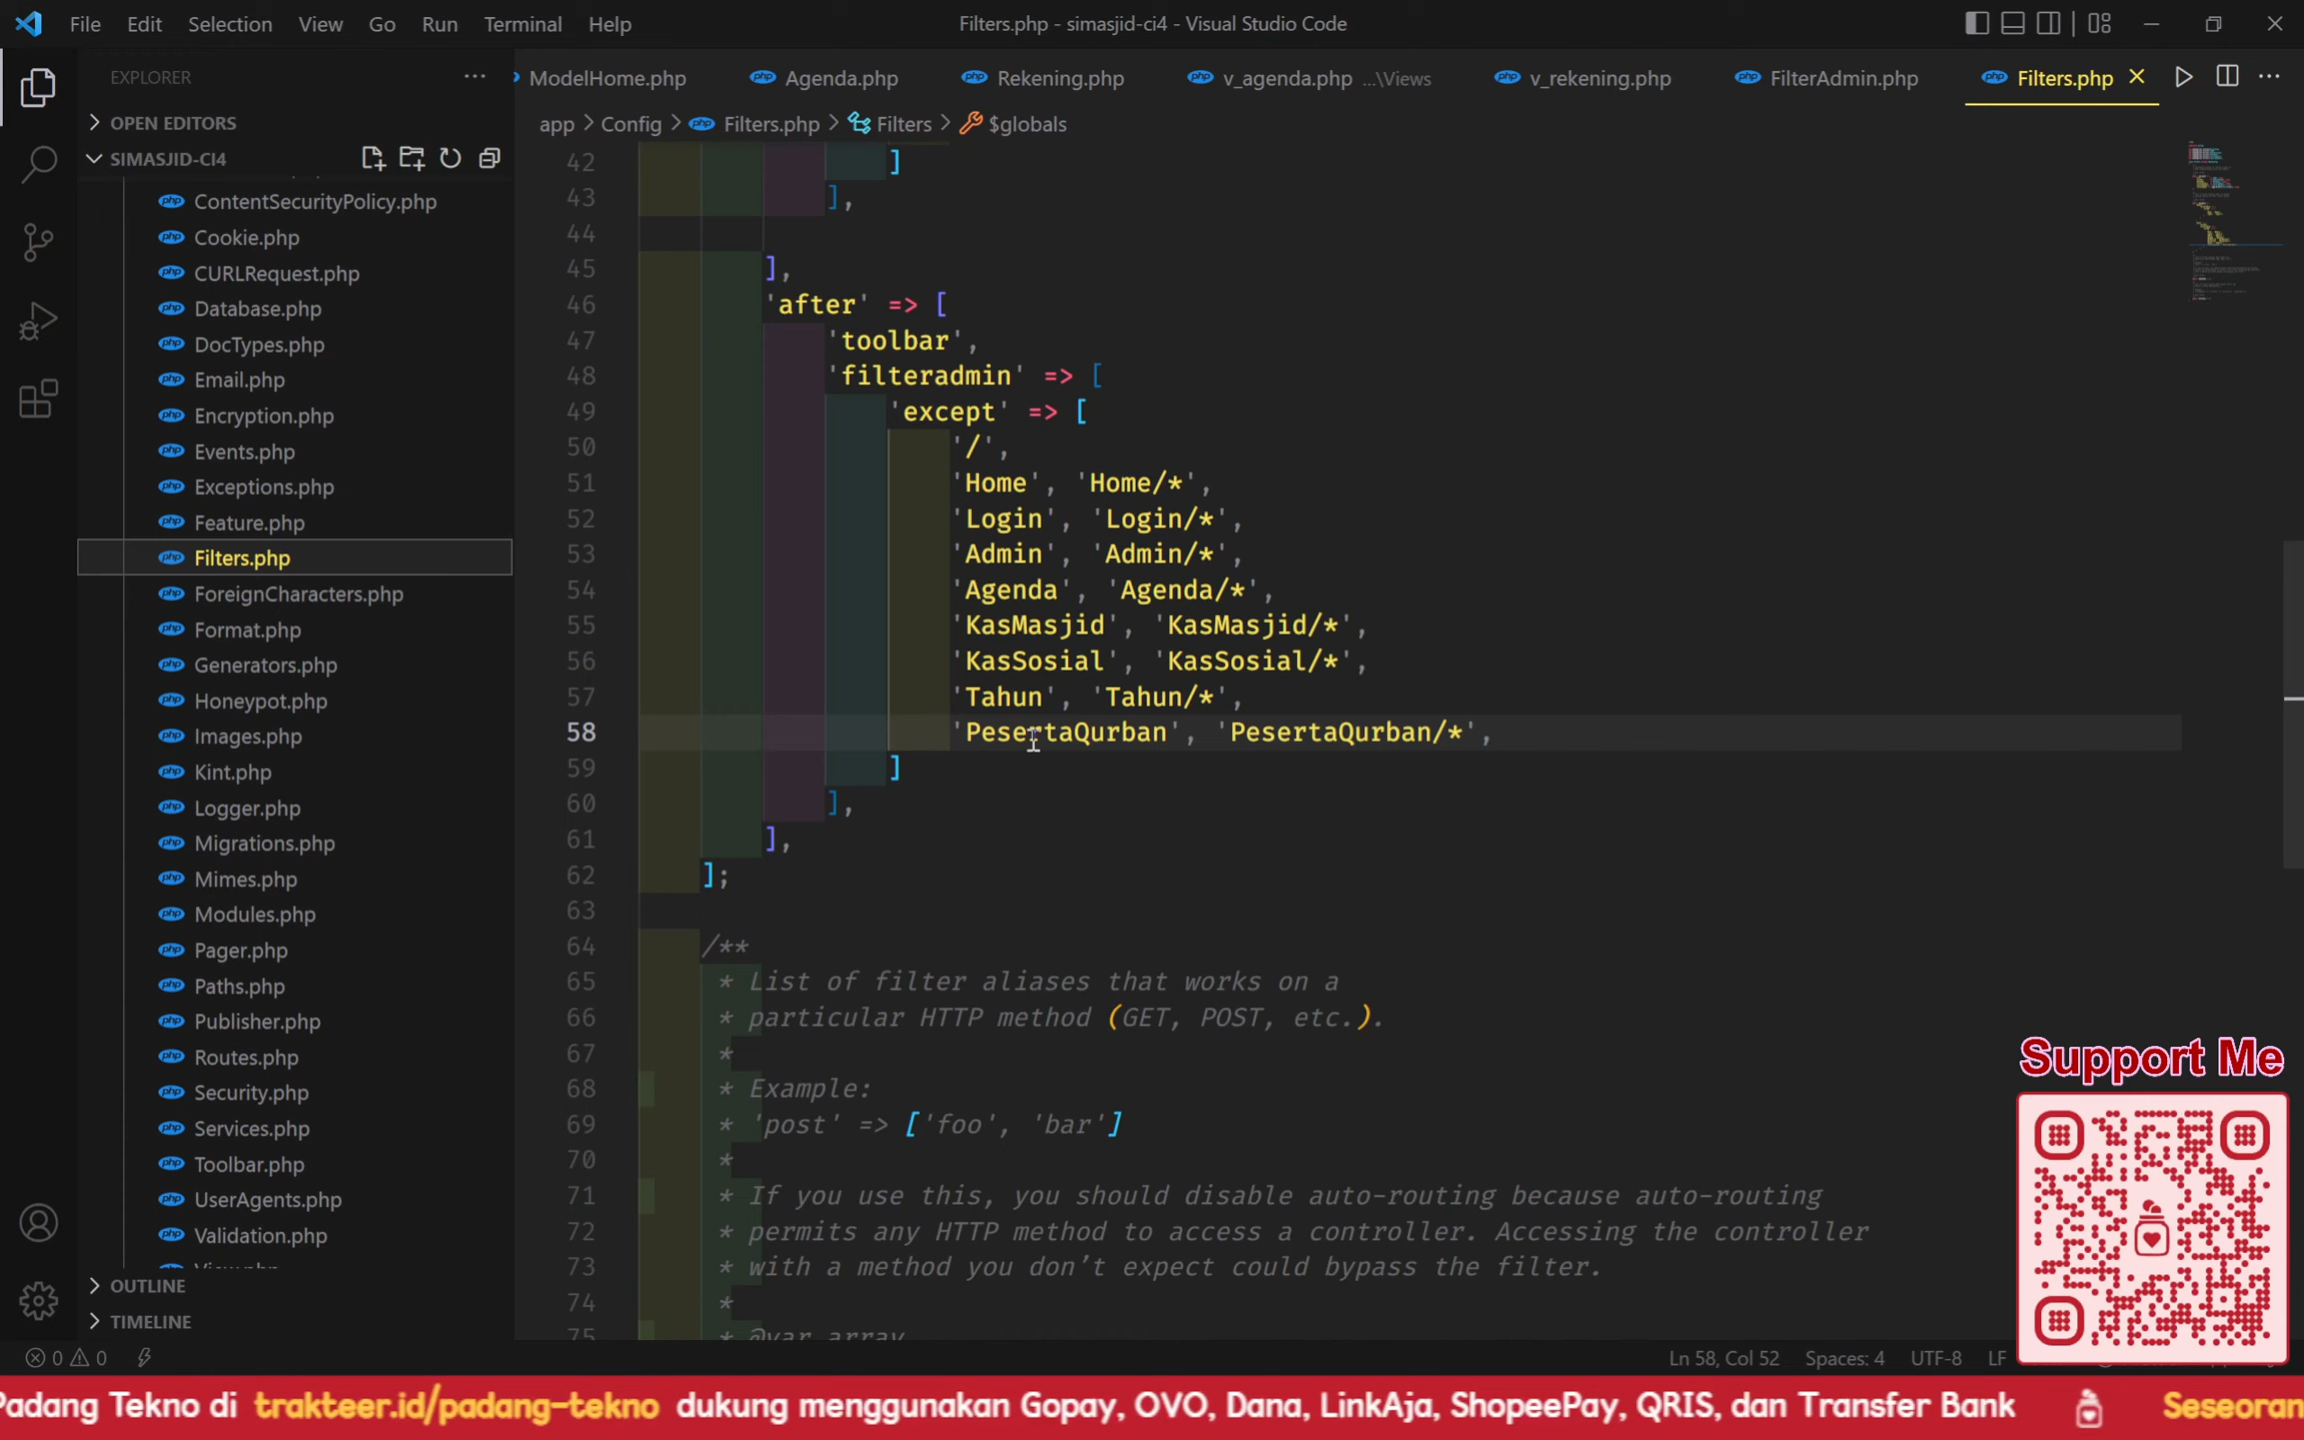 File Edit Selection View Go Run Terminal Help
Filters.php - simasjid-ci4 - Visual Studio Code
EXPLORER
OPEN EDITORS
SIMASJID-CI4
ContentSecurityPolicy.php
Cookie.php
CURLRequest.php
Database.php
DocTypes.php
Email.php
Encryption.php
Events.php
Exceptions.php
Feature.php
Filters.php
ForeignCharacters.php
Format.php
Generators.php
Honeypot.php
Images.php
Kint.php
Logger.php
Migrations.php
Mimes.php
Modules.php
Pager.php
Paths.php
Publisher.php
Routes.php
Security.php
Services.php
Toolbar.php
UserAgents.php
Validation.php
View.php
OUTLINE
TIMELINE
ModelHome.php Agenda.php Rekening.php v_agenda.php ...\Views v_rekening.php FilterAdmin.php Filters.php
app > Config > Filters.php > Filters > $globals
42 ]
43 ],
44
45 ],
46 'after' => [
47 'toolbar',
48 'filteradmin' => [
49 'except' => [
50 '/',
51 'Home', 'Home/*',
52 'Login', 'Login/*',
53 'Admin', 'Admin/*',
54 'Agenda', 'Agenda/*',
55 'KasMasjid', 'KasMasjid/*',
56 'KasSosial', 'KasSosial/*',
57 'Tahun', 'Tahun/*',
58 'PesertaQurban', 'PesertaQurban/*',
59 ]
60 ],
61 ],
62 ];
63
64 /**
65 * List of filter aliases that works on a
66 * particular HTTP method (GET, POST, etc.).
67 *
68 * Example:
69 * 'post' => ['foo', 'bar']
70 *
71 * If you use this, you should disable auto-routing because auto-routing
72 * permits any HTTP method to access a controller. Accessing the controller
73 * with a method you don’t expect could bypass the filter.
74 *
75 * @var array
Support Me
0 0
Ln 58, Col 52 Spaces: 4 UTF-8 LF
Padang Tekno di trakteer.id/padang-tekno dukung menggunakan Gopay, OVO, Dana, LinkAja, ShopeePay, QRIS, dan Transfer Bank Seseoran